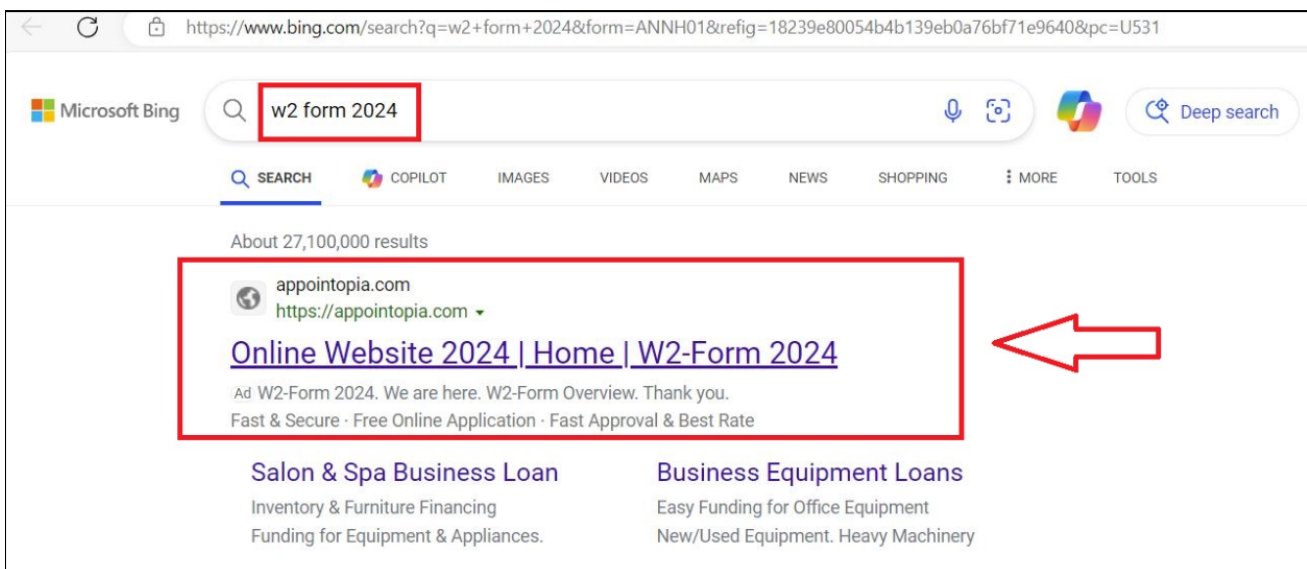 https://www.bing.com/search?q=w2+form+2024&form=ANNH01&refig=18239e80054b4b139eb0a76bf71e9640&pc=U531
Microsoft Bing
w2 form 2024
Deep search
SEARCH COPILOT IMAGES VIDEOS MAPS NEWS SHOPPING MORE TOOLS
About 27,100,000 results
appointopia.com
https://appointopia.com
Online Website 2024 | Home | W2-Form 2024
Ad W2-Form 2024. We are here. W2-Form Overview. Thank you.
Fast & Secure · Free Online Application · Fast Approval & Best Rate
Salon & Spa Business Loan
Inventory & Furniture Financing
Funding for Equipment & Appliances.
Business Equipment Loans
Easy Funding for Office Equipment
New/Used Equipment. Heavy Machinery